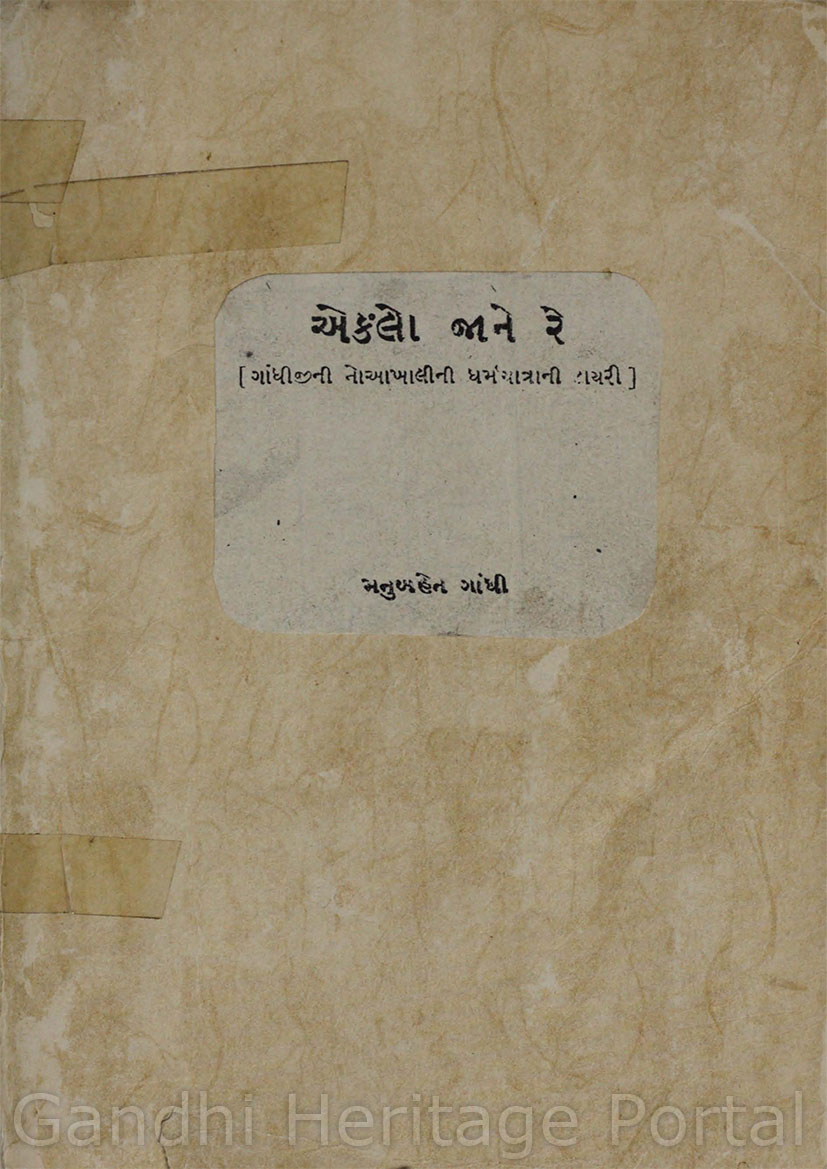 એકલો જાને રે
[ ગાંધીજીની નોઆખાલીની ધર્મયાત્રાની ડાયરી ]
મનુબહેન ગાંધી
Gandhi Heritage Portal